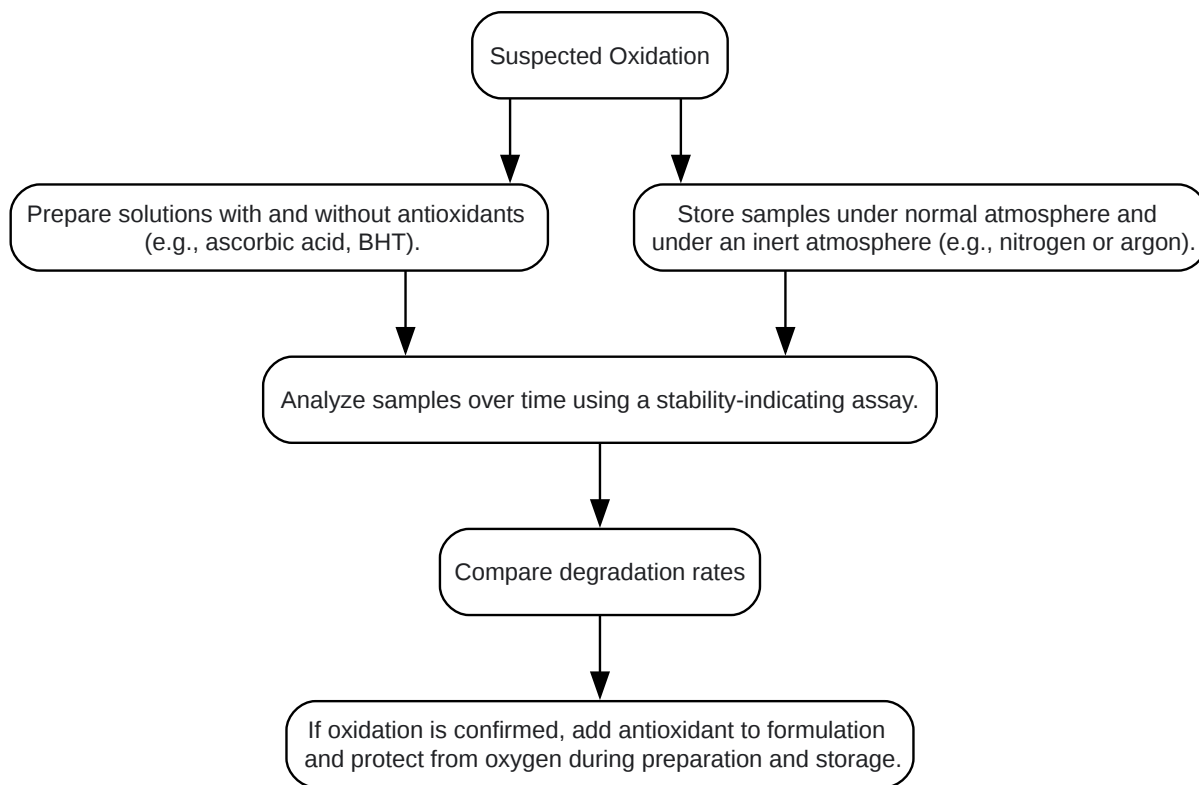 Suspected Oxidation
Prepare solutions with and without antioxidants
(e.g., ascorbic acid, BHT).
Store samples under normal atmosphere and
under an inert atmosphere (e.g., nitrogen or argon).
Analyze samples over time using a stability-indicating assay.
Compare degradation rates
If oxidation is confirmed, add antioxidant to formulation
and protect from oxygen during preparation and storage.